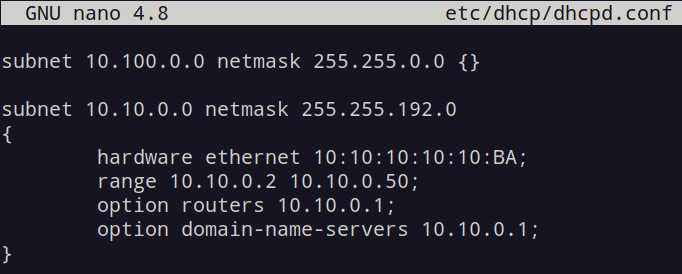 GNU nano 4.8 etc/dhcp/dhcpd.conf
subnet 10.100.0.0 netmask 255.255.0.0 {}
subnet 10.10.0.0 netmask 255.255.192.0
{
hardware ethernet 10:10:10:10:10:BA;
range 10.10.0.2 10.10.0.50;
option routers 10.10.0.1;
option domain-name-servers 10.10.0.1;
}